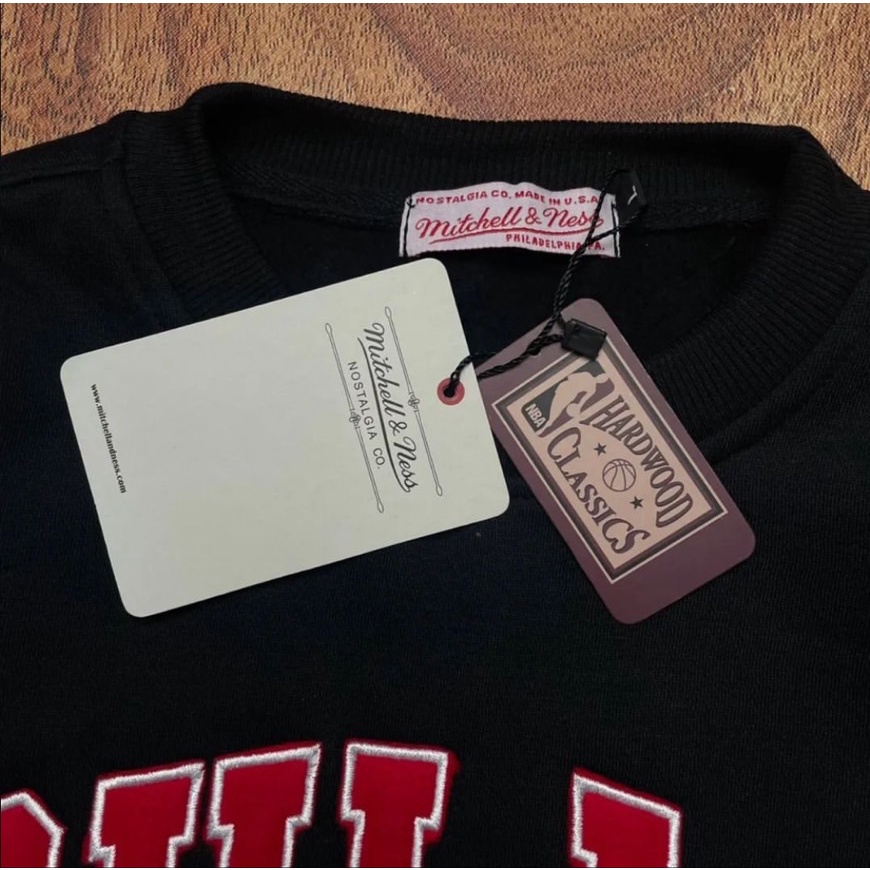 NOSTALGIA CO. MADE IN U.S.A.
Mitchell & Ness
PHILADELPHIA, PA.
L
Mitchell & Ness
NOSTALGIA CO.
www.mitchellandness.com
NBA
HARDWOOD
CLASSICS